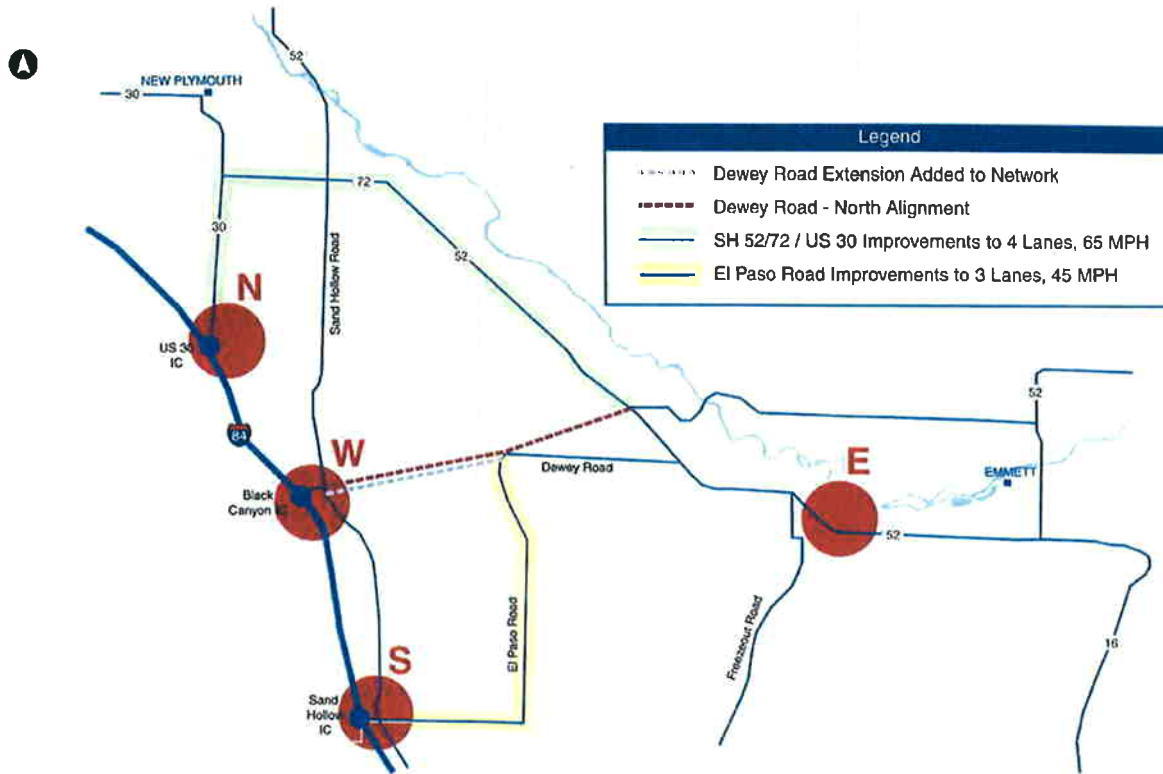 52
NEW PLYMOUTH
30
Legend
Dewey Road Extension Added to Network
Dewey Road - North Alignment
SH 52/72 / US 30 Improvements to 4 Lanes, 65 MPH
El Paso Road Improvements to 3 Lanes, 45 MPH
72
30
Sand Hollow Road
52
N
US 30
IC
84
52
W
Black
Canyon IC
Dewey Road
E
EMMETT
52
El Paso Road
Freezeout Road
16
S
Sand
Hollow
IC